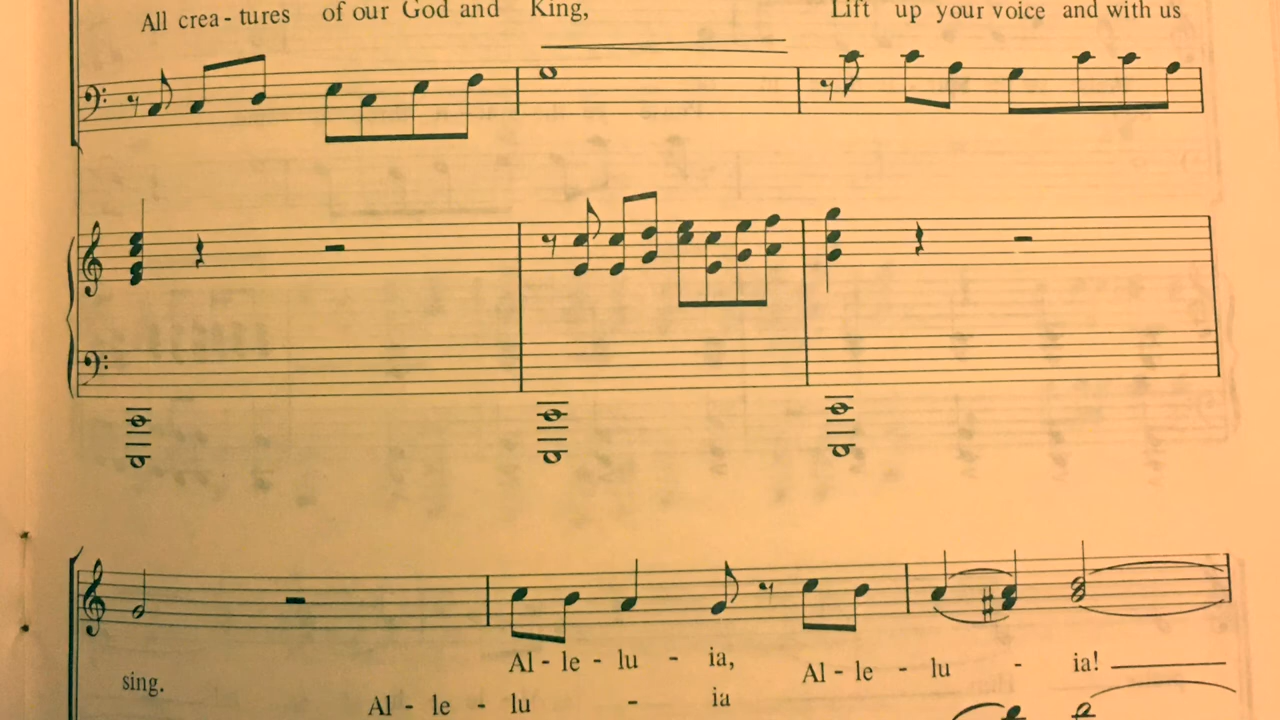 All crea - tures of our God and King, Lift up your voice and with us
Al - le - lu - ia, Al - le - lu - ia!
sing.
Al - le - lu - ia